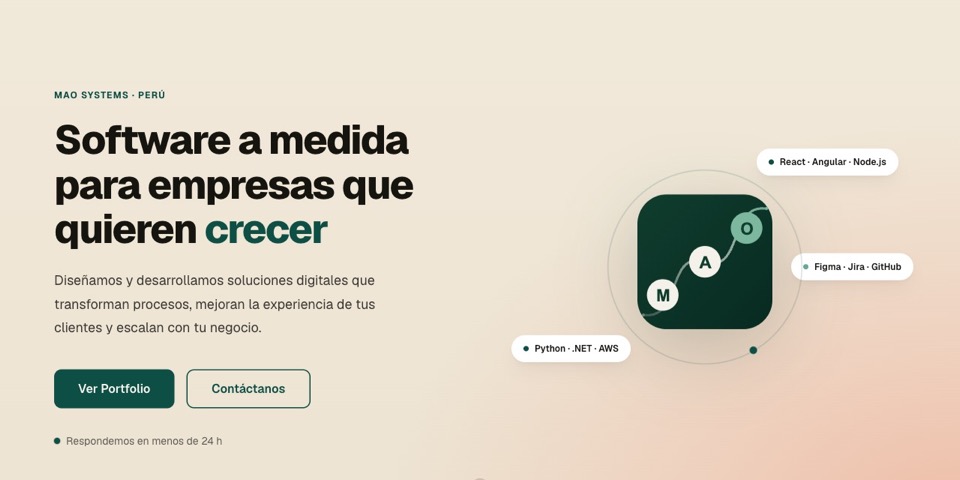 MAO SYSTEMS · PERÚ
Software a medida
para empresas que
quieren crecer
Diseñamos y desarrollamos soluciones digitales que
transforman procesos, mejoran la experiencia de tus
clientes y escalan con tu negocio.
Ver Portfolio
Contáctanos
Respondemos en menos de 24 h
React · Angular · Node.js
O
A
M
Figma · Jira · GitHub
Python · .NET · AWS